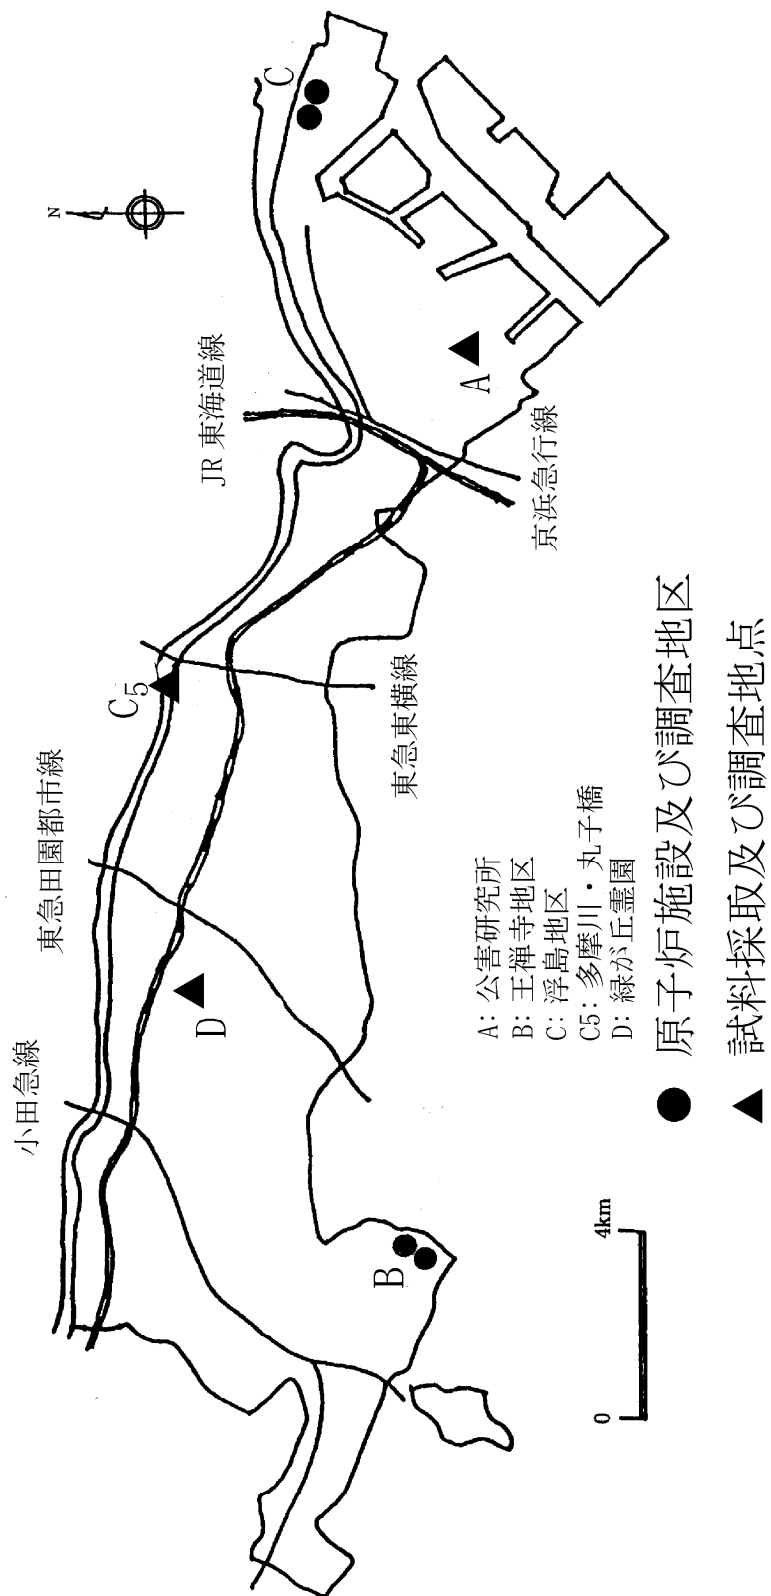 N
C
JR東海道線
A
京浜急行線
C5
東急東横線
東急田園都市線
D
小田急線
B
A: 公害研究所
B: 王禅寺地区
C: 浮島地区
C5: 多摩川・丸子橋
D: 緑が丘霊園
● 原子炉施設及び調査地区
▲ 試料採取及び調査地点
0 4km